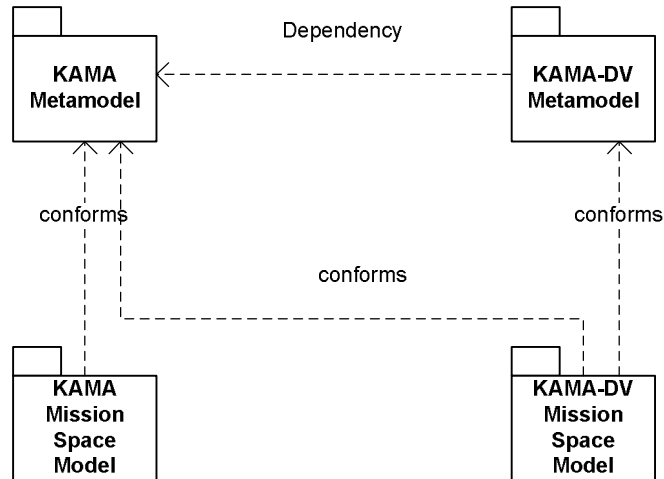 Dependency
KAMA
Metamodel
KAMA-DV
Metamodel
conforms
conforms
conforms
KAMA
Mission
Space
Model
KAMA-DV
Mission
Space
Model